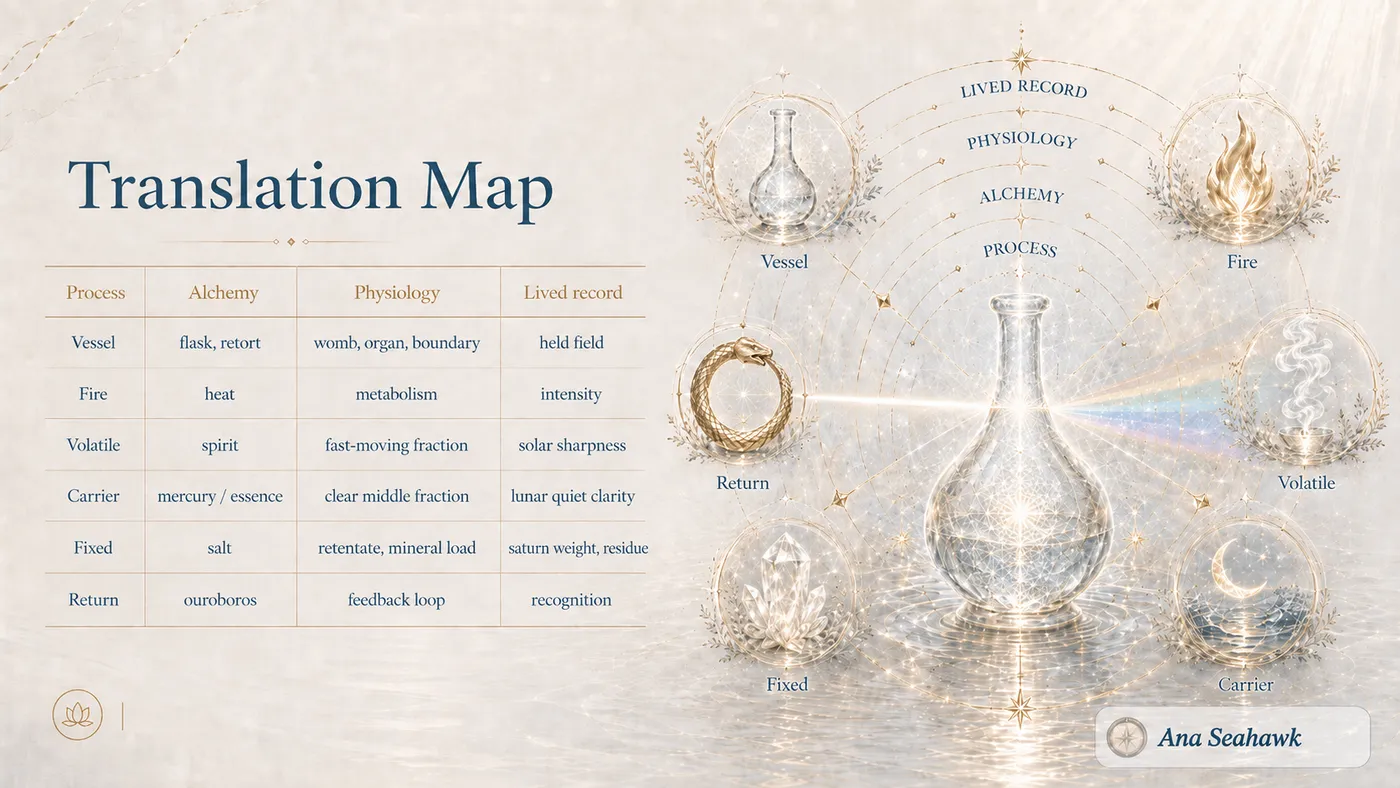 Translation Map
Process Alchemy Physiology Lived record
Vessel flask, retort womb, organ, boundary held field
Fire heat metabolism intensity
Volatile spirit fast-moving fraction solar sharpness
Carrier mercury / essence clear middle fraction lunar quiet clarity
Fixed salt retentate, mineral load saturn weight, residue
Return ouroboros feedback loop recognition
LIVED RECORD
PHYSIOLOGY
ALCHEMY
PROCESS
Vessel
Fire
Return
Volatile
Fixed
Carrier
Ana Seahawk